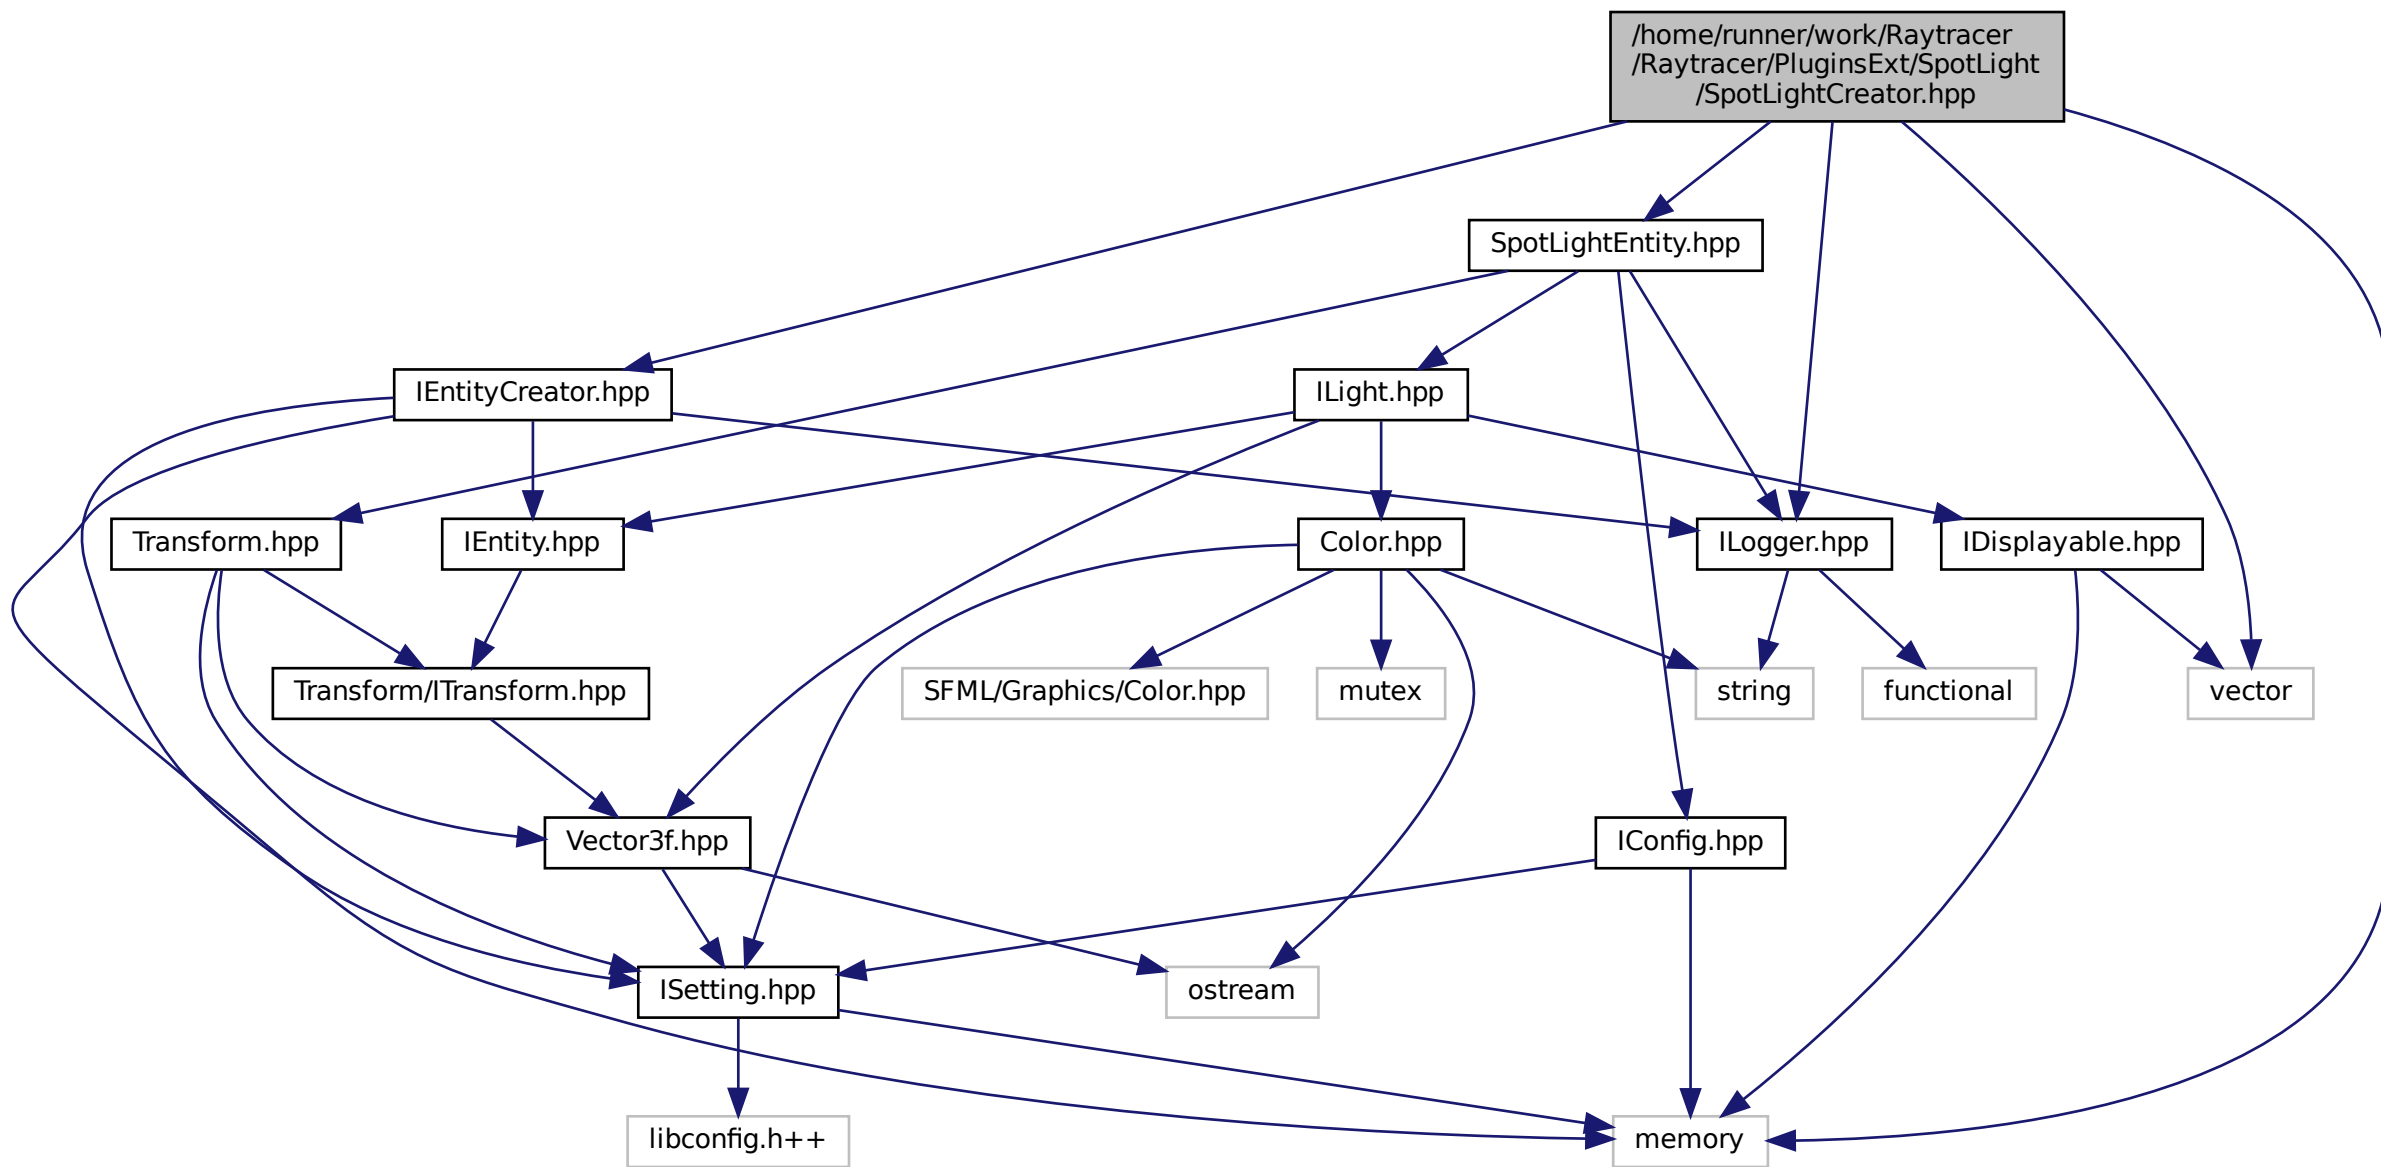 /home/runner/work/Raytracer
/Raytracer/PluginsExt/SpotLight
/SpotLightCreator.hpp
SpotLightEntity.hpp
IEntityCreator.hpp
ILight.hpp
Transform.hpp
IEntity.hpp
Color.hpp
ILogger.hpp
IDisplayable.hpp
Transform/ITransform.hpp
SFML/Graphics/Color.hpp
mutex
string
functional
vector
Vector3f.hpp
IConfig.hpp
ISetting.hpp
ostream
libconfig.h++
memory